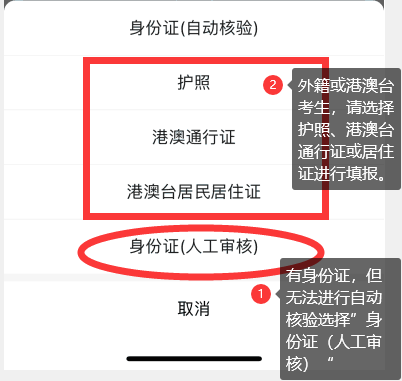 身份证(自动核验)
护照
港澳通行证
港澳台居民居住证
身份证(人工审核)
取消
2
外籍或港澳台
考生，请选择
护照、港澳台
通行证或居住
证进行填报。
1
有身份证，但
无法进行自动
核验选择”身
份证（人工审
核）“